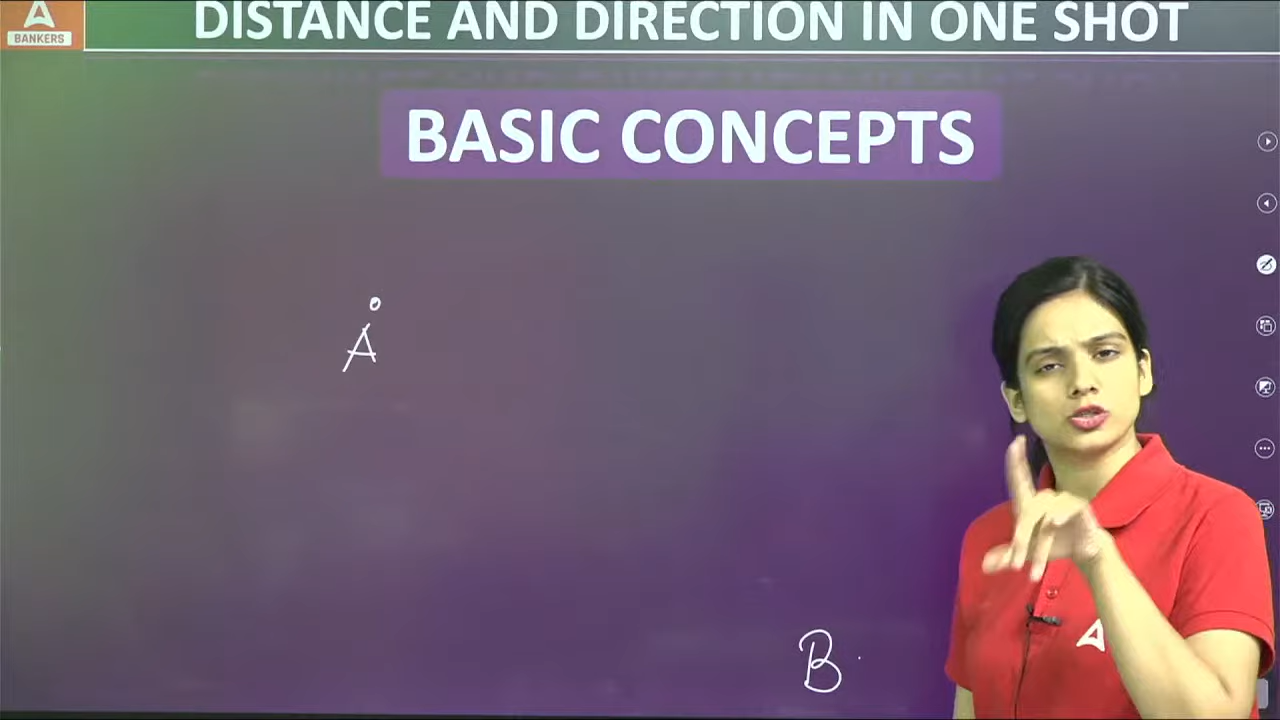 DISTANCE AND DIRECTION IN ONE SHOT
BANKERS
BASIC CONCEPTS
A
B